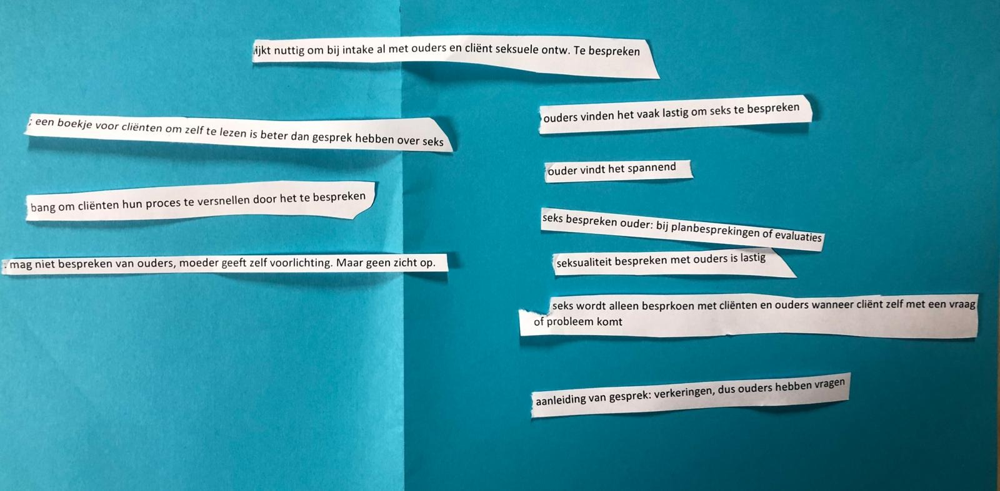 ijkt nuttig om bij intake al met ouders en cliënt seksuele ontw. Te bespreken
; een boekje voor cliënten om zelf te lezen is beter dan gesprek hebben over seks
bang om cliënten hun proces te versnellen door het te bespreken
: mag niet bespreken van ouders, moeder geeft zelf voorlichting. Maar geen zicht op.
ouders vinden het vaak lastig om seks te bespreken
ouder vindt het spannend
seks bespreken ouder: bij planbesprekingen of evaluaties
seksualiteit bespreken met ouders is lastig
seks wordt alleen besprkoen met cliënten en ouders wanneer cliënt zelf met een vraag
of probleem komt
aanleiding van gesprek: verkeringen, dus ouders hebben vragen